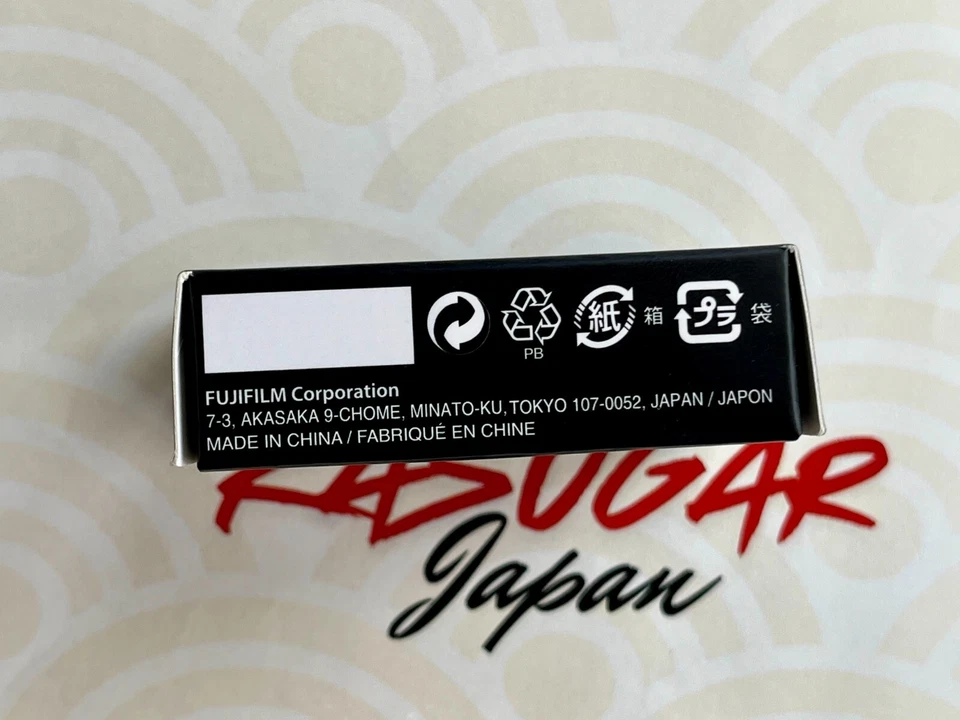 PB
紙 箱
プラ 袋
FUJIFILM Corporation
7-3, AKASAKA 9-CHOME, MINATO-KU, TOKYO 107-0052, JAPAN / JAPON
MADE IN CHINA / FABRIQUÉ EN CHINE
KASUGAR
Japan